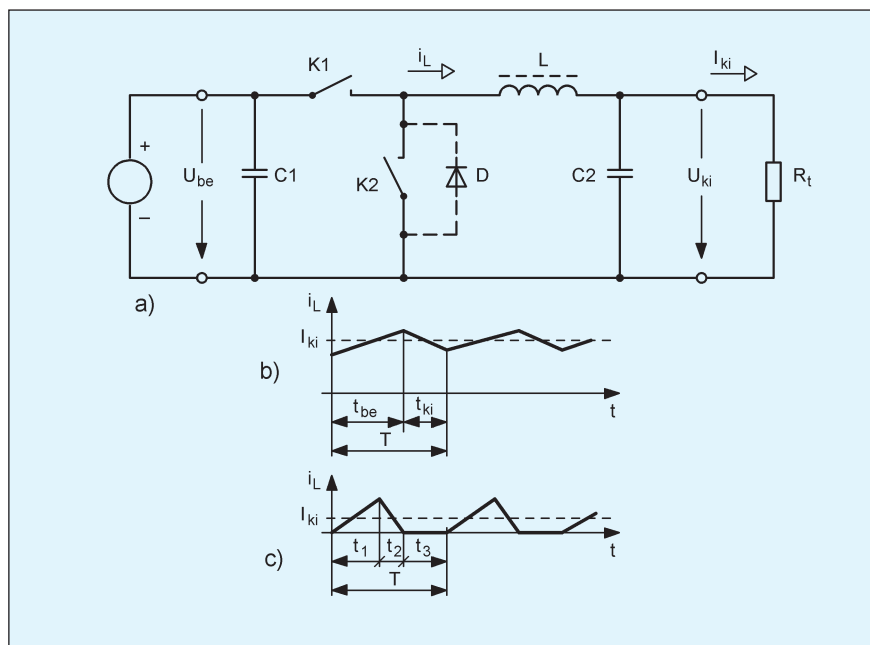 K1
i_L
L
I_ki
+
U_be
C1
K2
D
C2
U_ki
R_t
–
a)
i_L
I_ki
b)
t_be
t_ki
t
T
i_L
I_ki
t
c)
t_1
t_2
t_3
T